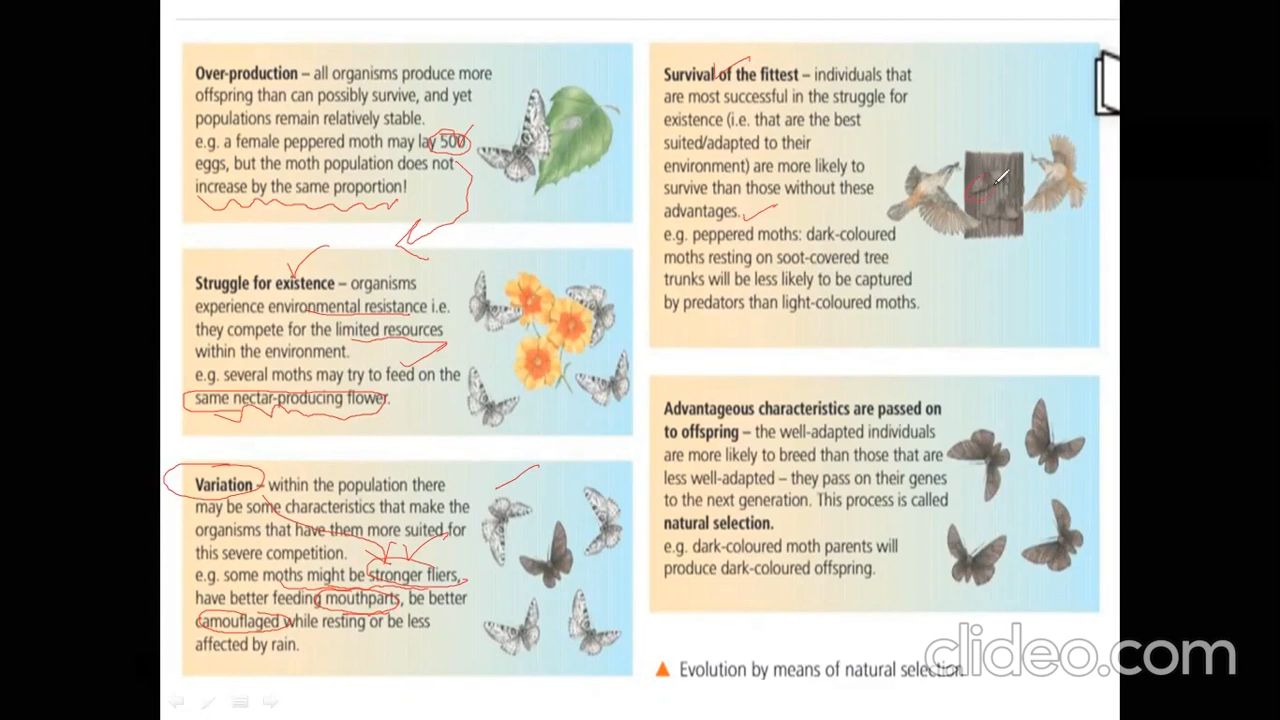 Over-production – all organisms produce more
offspring than can possibly survive, and yet
populations remain relatively stable.
e.g. a female peppered moth may lay 500
eggs, but the moth population does not
increase by the same proportion!
Struggle for existence – organisms
experience environmental resistance i.e.
they compete for the limited resources
within the environment.
e.g. several moths may try to feed on the
same nectar-producing flower.
Variation – within the population there
may be some characteristics that make the
organisms that have them more suited for
this severe competition.
e.g. some moths might be stronger fliers,
have better feeding mouthparts, be better
camouflaged while resting or be less
affected by rain.
Survival of the fittest – individuals that
are most successful in the struggle for
existence (i.e. that are the best
suited/adapted to their
environment) are more likely to
survive than those without these
advantages.
e.g. peppered moths: dark-coloured
moths resting on soot-covered tree
trunks will be less likely to be captured
by predators than light-coloured moths.
Advantageous characteristics are passed on
to offspring – the well-adapted individuals
are more likely to breed than those that are
less well-adapted – they pass on their genes
to the next generation. This process is called
natural selection.
e.g. dark-coloured moth parents will
produce dark-coloured offspring.
▲ Evolution by means of natural selection.
clideo.com